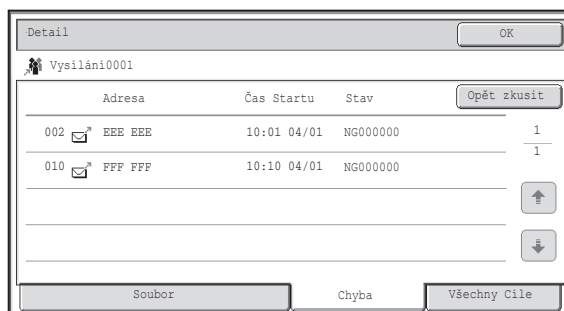 Detail OK
Vysíláni0001
Adresa Čas Startu Stav Opět zkusit
002 EEE EEE 10:01 04/01 NG000000 1
1
010 FFF FFF 10:10 04/01 NG000000
Soubor Chyba Všechny Cíle